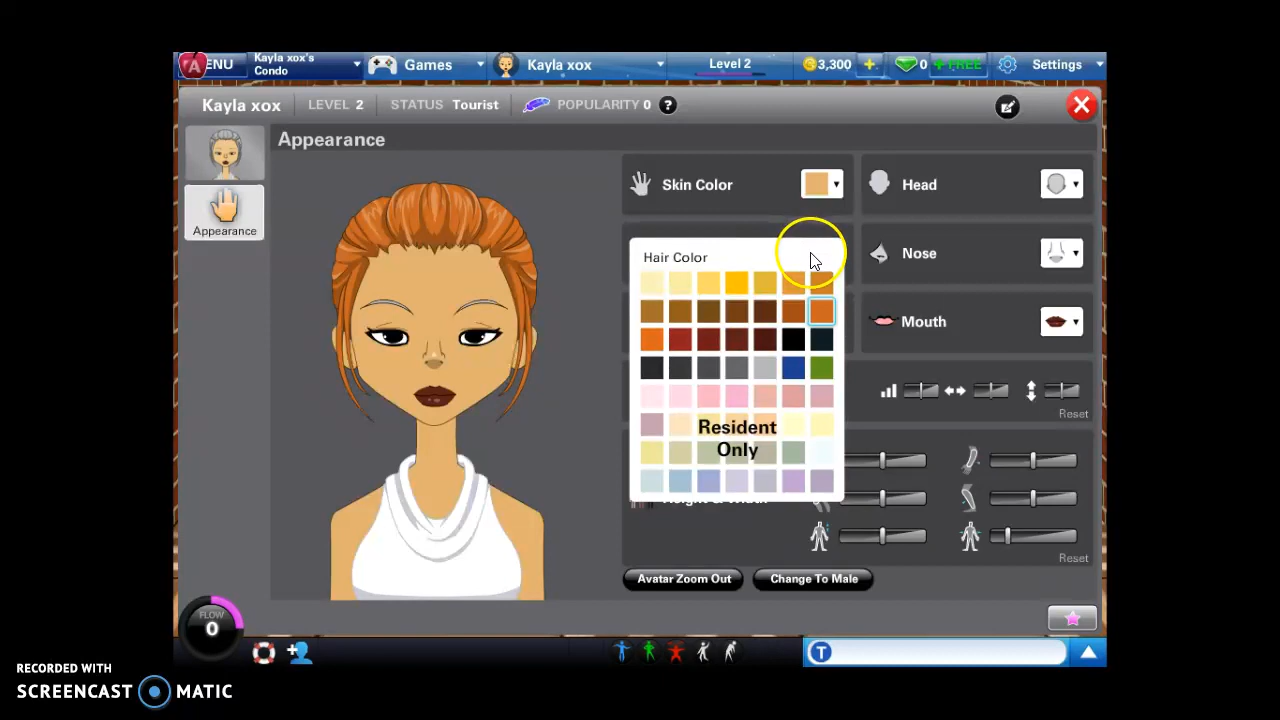 ENU
Kayla xox's
Condo
Games
Kayla xox
Level 2
3,300
+
0
+ FREE
Settings
Kayla xox
LEVEL 2
STATUS Tourist
POPULARITY 0 ?
Appearance
Appearance
Skin Color
Head
Hair Color
Nose
Mouth
Resident
Only
Reset
Reset
Avatar Zoom Out
Change To Male
FLOW
0
T
RECORDED WITH
SCREENCAST MATIC